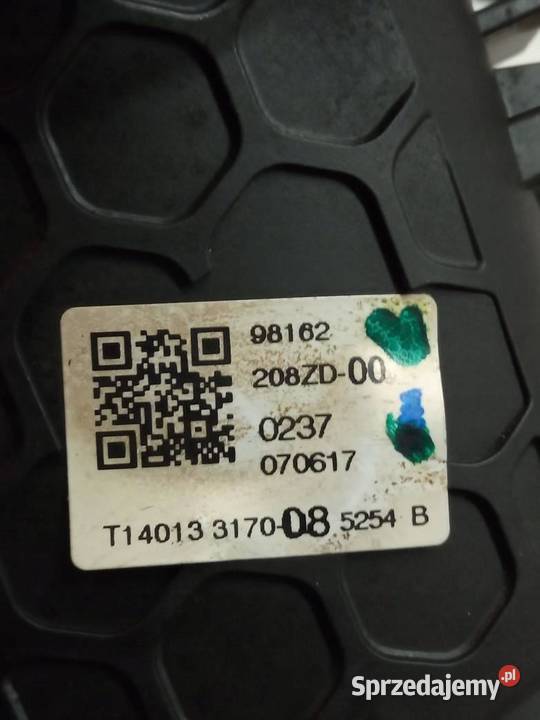 98162
208ZD-00
0237
070617
T14013 3170-08 5254 B
Sprzedajemy.pl